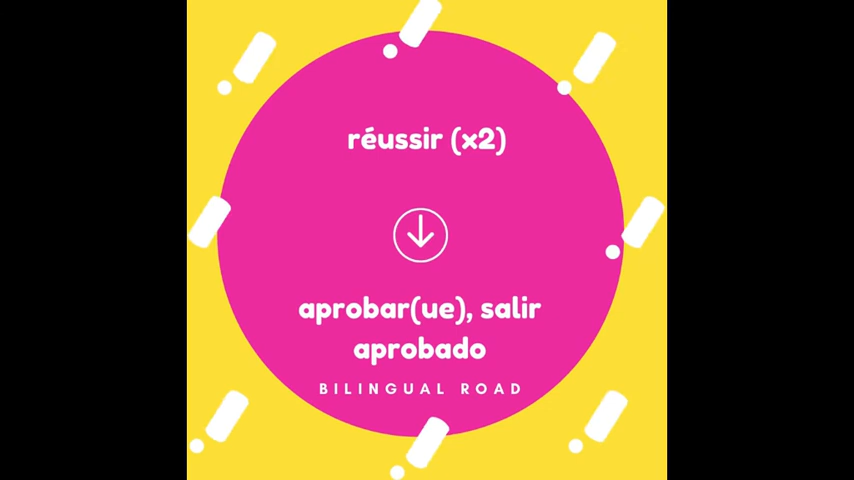 réussir (x2)
aprobar(ue), salir
aprobado
BILINGUAL ROAD